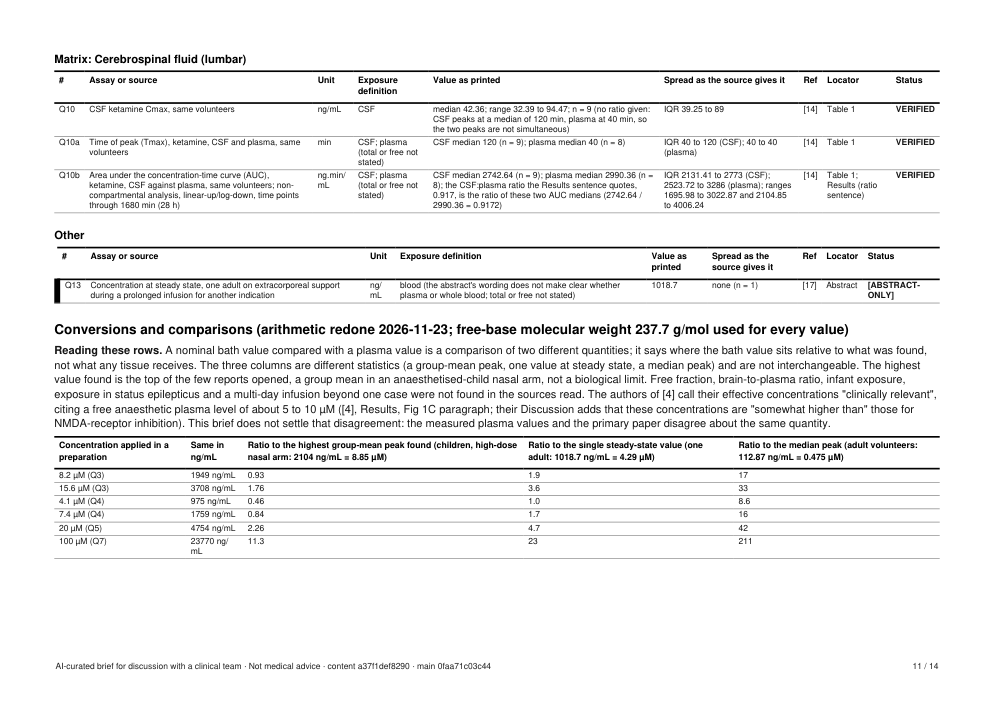 Matrix: Cerebrospinal fluid (lumbar)
# Assay or source Unit Exposure definition Value as printed Spread as the source gives it Ref Locator Status
Q10 CSF ketamine Cmax, same volunteers ng/mL CSF median 42.36; range 32.39 to 94.47; n = 9 (no ratio given: CSF peaks at a median of 120 min, plasma at 40 min, so the two peaks are not simultaneous) IQR 39.25 to 89 [14] Table 1 VERIFIED
Q10a Time of peak (Tmax), ketamine, CSF and plasma, same volunteers min CSF; plasma (total or free not stated) CSF median 120 (n = 9); plasma median 40 (n = 8) IQR 40 to 120 (CSF); 40 to 40 (plasma) [14] Table 1 VERIFIED
Q10b Area under the concentration-time curve (AUC), ketamine, CSF against plasma, same volunteers; non-compartmental analysis, linear-up/log-down, time points through 1680 min (28 h) ng.min/mL CSF; plasma (total or free not stated) CSF median 2742.64 (n = 9); plasma median 2990.36 (n = 8); the CSF:plasma ratio the Results sentence quotes, 0.917, is the ratio of these two AUC medians (2742.64 / 2990.36 = 0.9172) IQR 2131.41 to 2773 (CSF); 2523.72 to 3286 (plasma); ranges 1695.98 to 3022.87 and 2104.85 to 4006.24 [14] Table 1; Results (ratio sentence) VERIFIED
Other
# Assay or source Unit Exposure definition Value as printed Spread as the source gives it Ref Locator Status
Q13 Concentration at steady state, one adult on extracorporeal support during a prolonged infusion for another indication ng/mL blood (the abstract's wording does not make clear whether plasma or whole blood; total or free not stated) 1018.7 none (n = 1) [17] Abstract [ABSTRACT-ONLY]
Conversions and comparisons (arithmetic redone 2026-11-23; free-base molecular weight 237.7 g/mol used for every value)
Reading these rows. A nominal bath value compared with a plasma value is a comparison of two different quantities; it says where the bath value sits relative to what was found,
not what any tissue receives. The three columns are different statistics (a group-mean peak, one value at steady state, a median peak) and are not interchangeable. The highest
value found is the top of the few reports opened, a group mean in an anaesthetised-child nasal arm, not a biological limit. Free fraction, brain-to-plasma ratio, infant exposure,
exposure in status epilepticus and a multi-day infusion beyond one case were not found in the sources read. The authors of [4] call their effective concentrations "clinically relevant",
citing a free anaesthetic plasma level of about 5 to 10 µM ([4], Results, Fig 1C paragraph; their Discussion adds that these concentrations are "somewhat higher than" those for
NMDA-receptor inhibition). This brief does not settle that disagreement: the measured plasma values and the primary paper disagree about the same quantity.
Concentration applied in a preparation Same in ng/mL Ratio to the highest group-mean peak found (children, high-dose nasal arm: 2104 ng/mL = 8.85 µM) Ratio to the single steady-state value (one adult: 1018.7 ng/mL = 4.29 µM) Ratio to the median peak (adult volunteers: 112.87 ng/mL = 0.475 µM)
8.2 µM (Q3) 1949 ng/mL 0.93 1.9 17
15.6 µM (Q3) 3708 ng/mL 1.76 3.6 33
4.1 µM (Q4) 975 ng/mL 0.46 1.0 8.6
7.4 µM (Q4) 1759 ng/mL 0.84 1.7 16
20 µM (Q5) 4754 ng/mL 2.26 4.7 42
100 µM (Q7) 23770 ng/mL 11.3 23 211
AI-curated brief for discussion with a clinical team · Not medical advice · content a37f1def8290 · main 0faa71c03c44 11 / 14